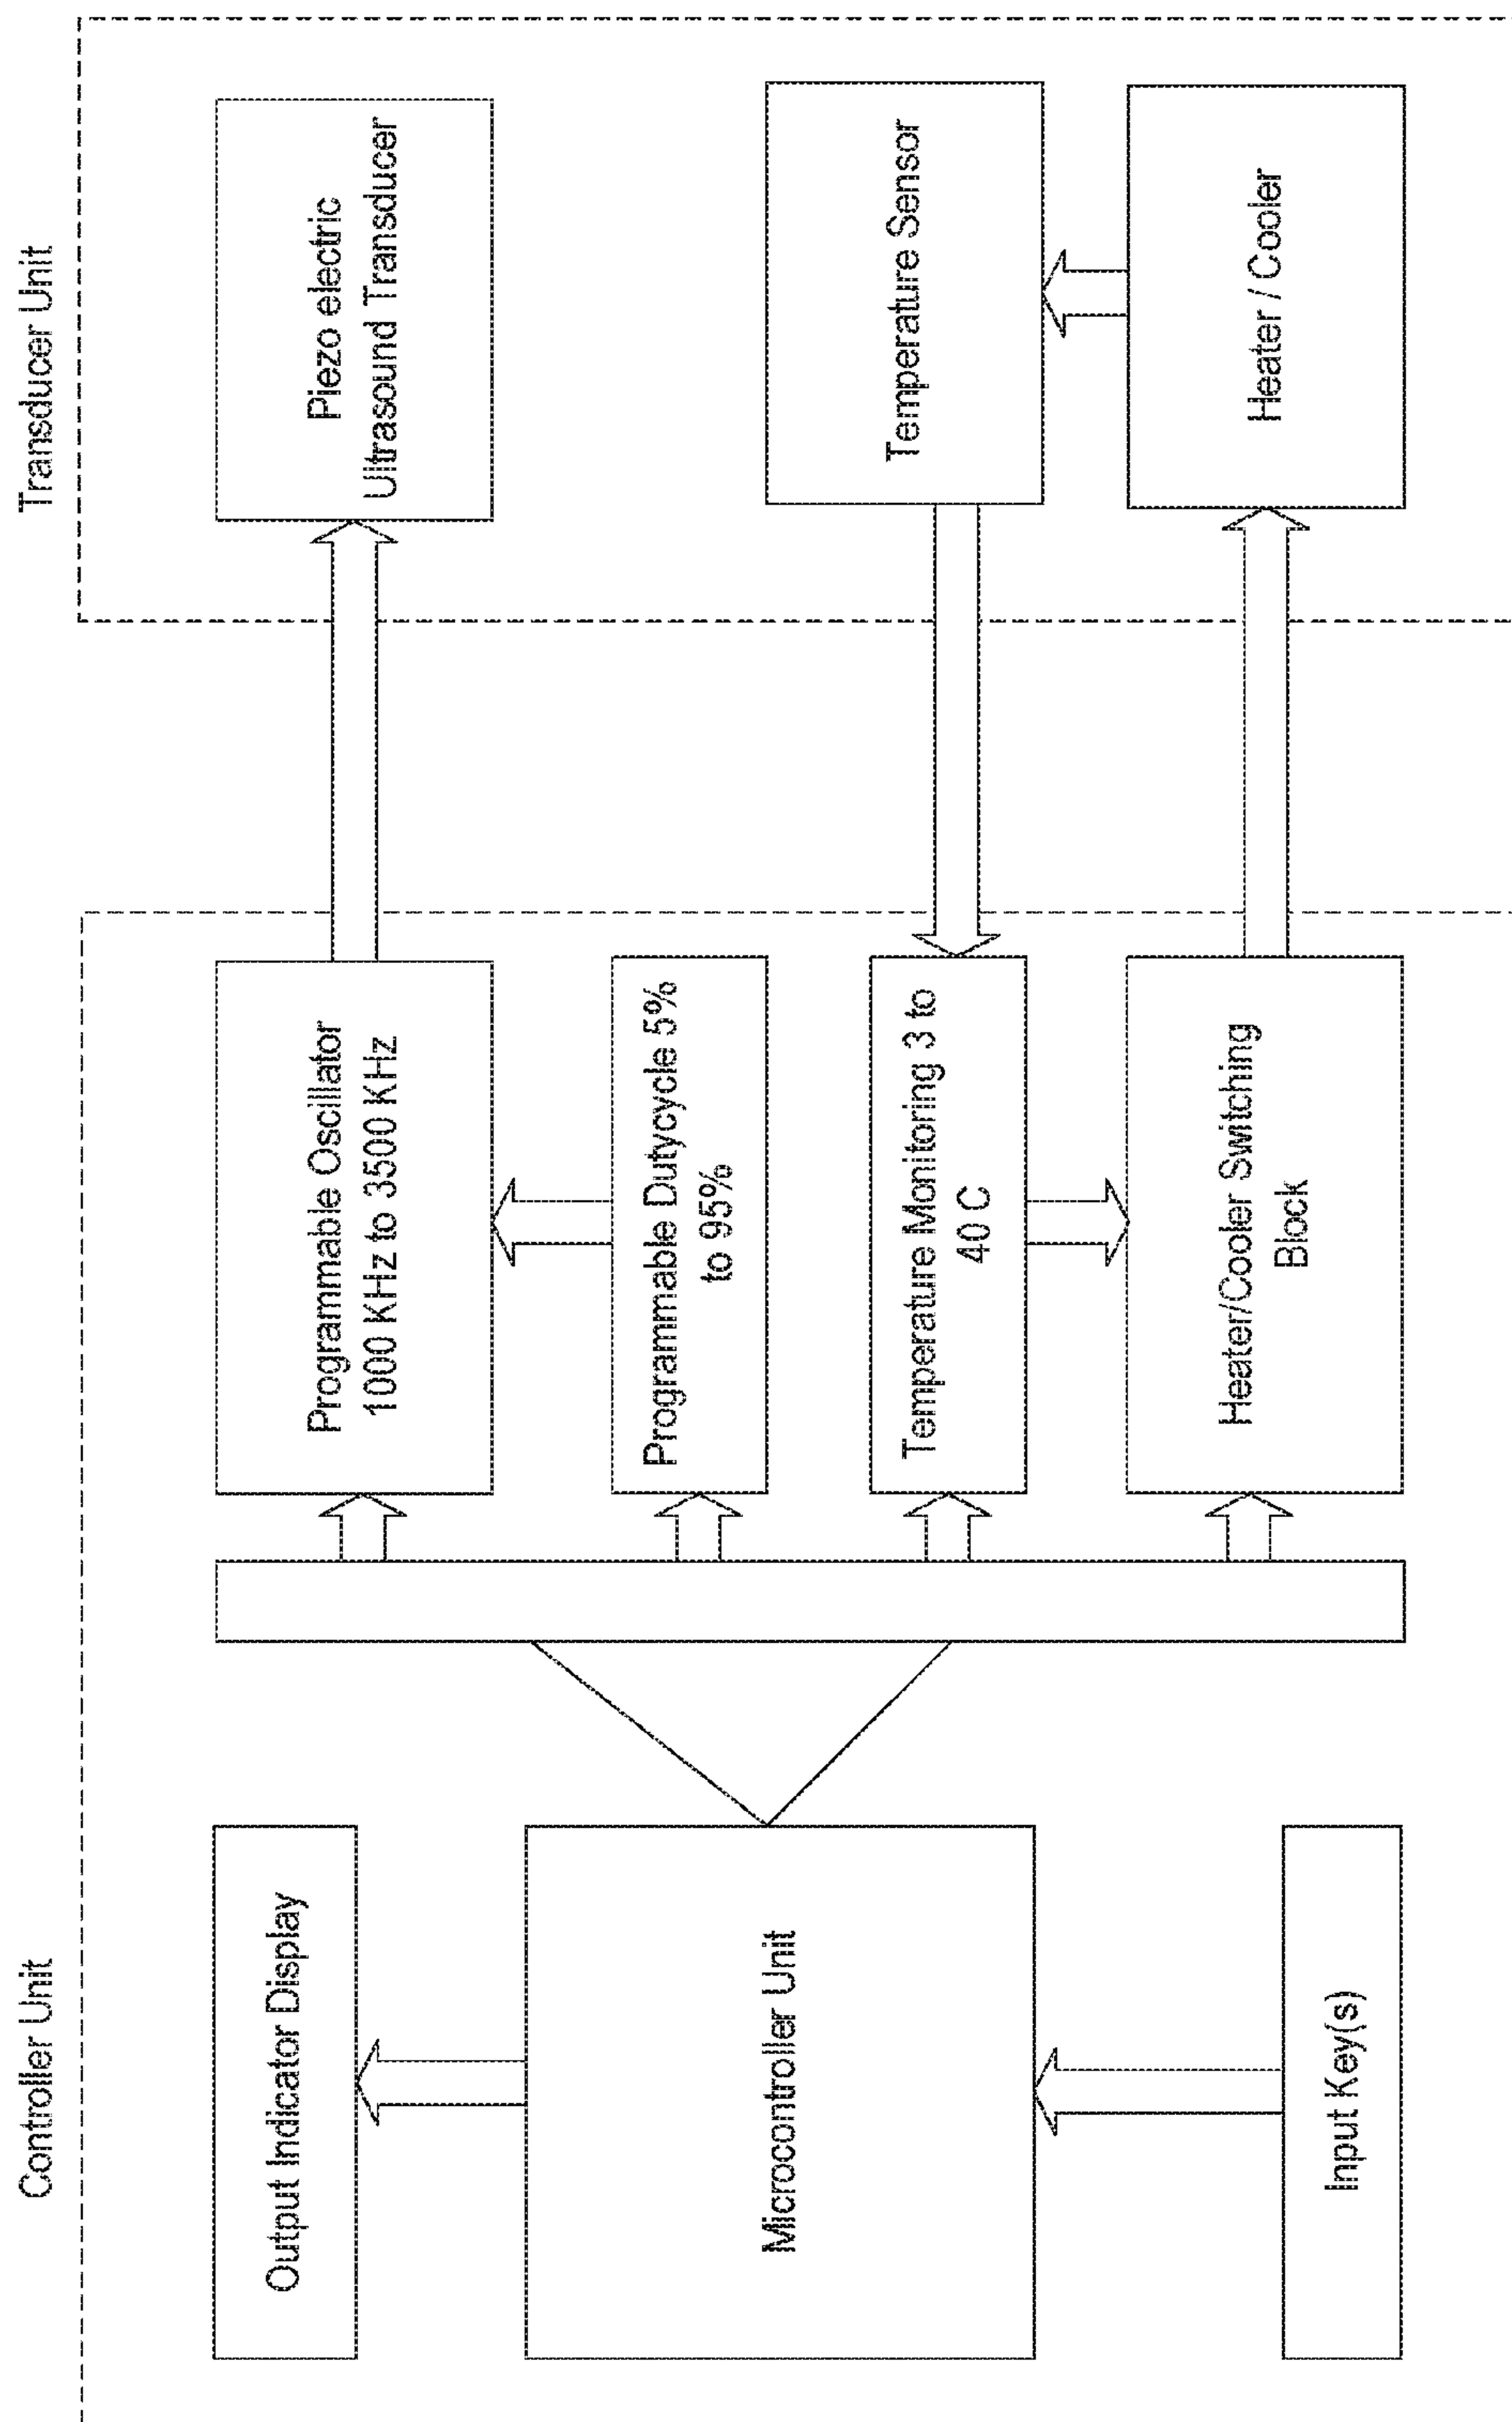 Controller Unit
Transducer Unit
Output Indicator Display
Microcontroller Unit
Input Key(s)
Programmable Oscillator
1000 KHz to 3500 KHz
Programmable Dutycycle 5%
to 95%
Temperature Monitoring 3 to
40 C
Heater/Cooler Switching
Block
Piezo electric
Ultrasound Transducer
Temperature Sensor
Heater / Cooler